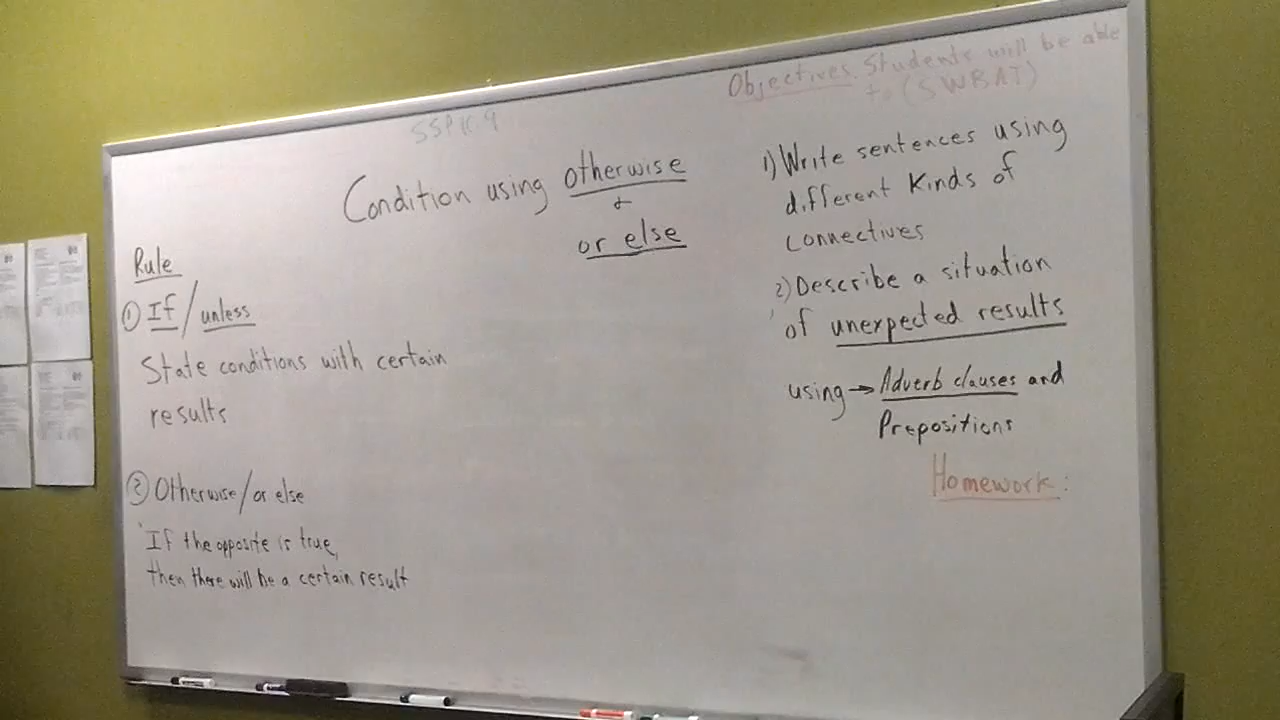 Condition using otherwise
&
or else
Rule
① If / unless
State conditions with certain
results
② Otherwise / or else
If the opposite is true,
then there will be a certain result
Objectives. Students will be able
to (SWBAT)
1) Write sentences using
different Kinds of
connectives
2) Describe a situation
of unexpected results
using → Adverb clauses and
Prepositions
Homework: